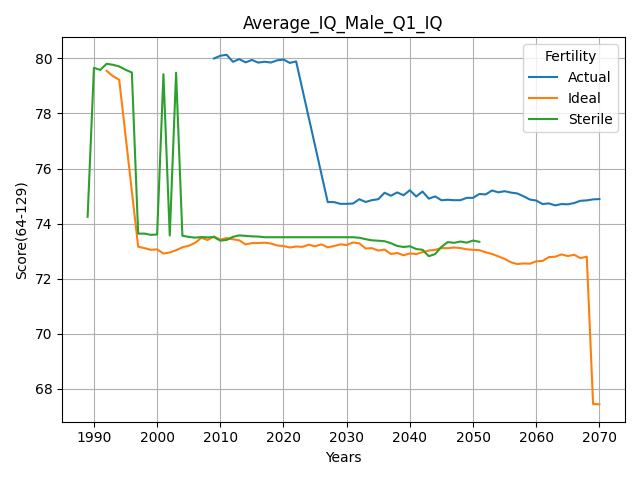 Average_IQ_Male_Q1_IQ
Fertility
Actual
Ideal
Sterile
80
78
76
74
72
70
68
Score(64-129)
1990 2000 2010 2020 2030 2040 2050 2060 2070
Years